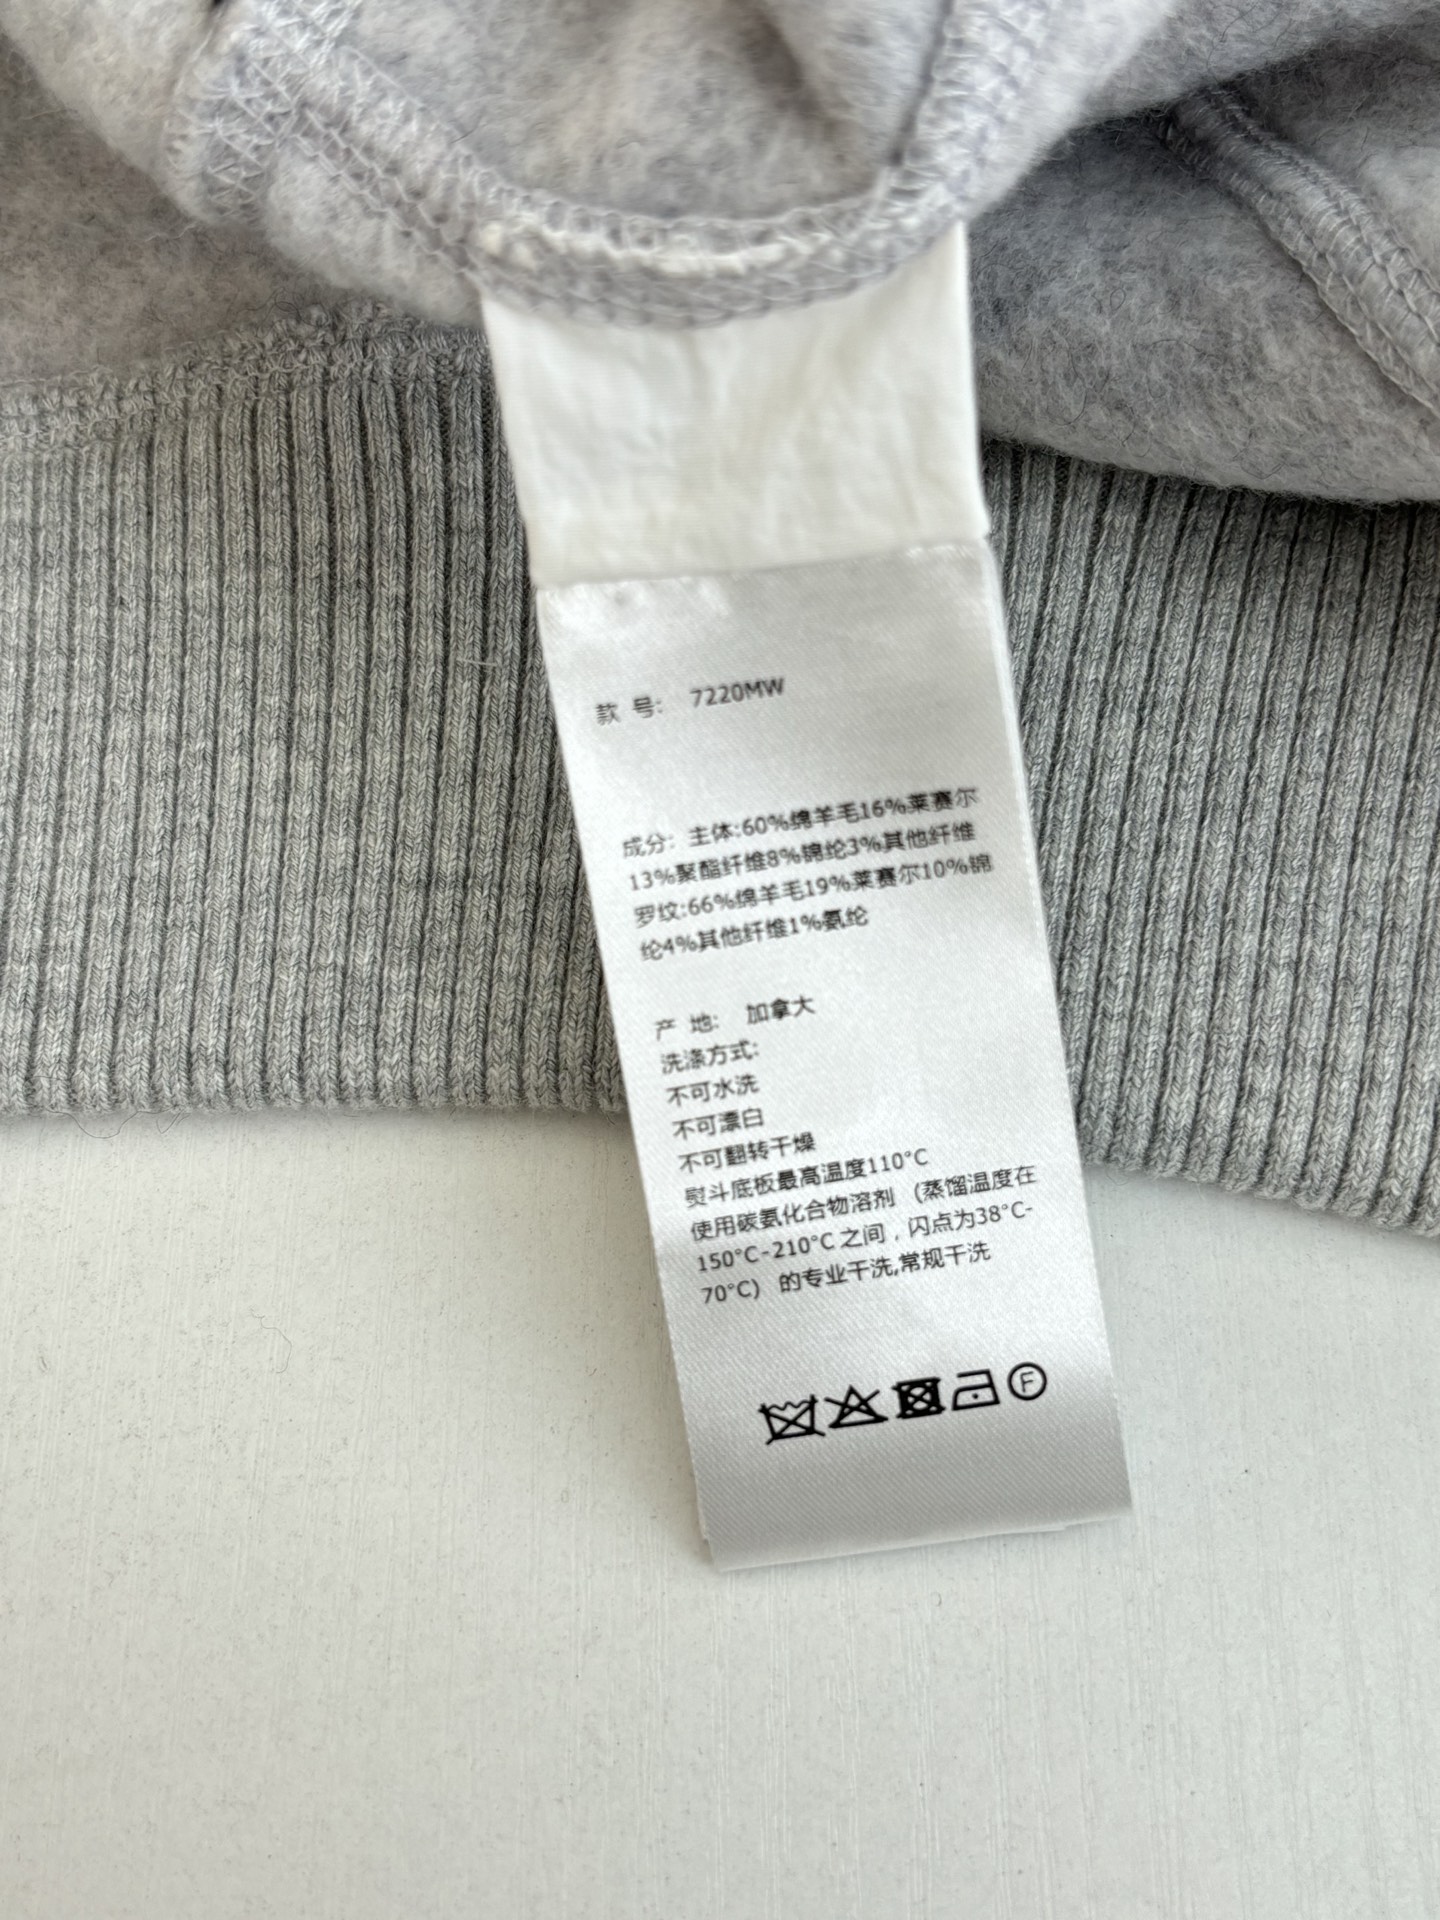 款 号: 7220MW
成分: 主体:60%绵羊毛16%莱赛尔
13%聚酯纤维8%锦纶3%其他纤维
罗纹:66%绵羊毛19%莱赛尔10%锦
纶4%其他纤维1%氨纶
产 地: 加拿大
洗涤方式:
不可水洗
不可漂白
不可翻转干燥
熨斗底板最高温度110°C
使用碳氢化合物溶剂 (蒸馏温度在
150°C-210°C之间，闪点为38°C-
70°C) 的专业干洗,常规干洗
F